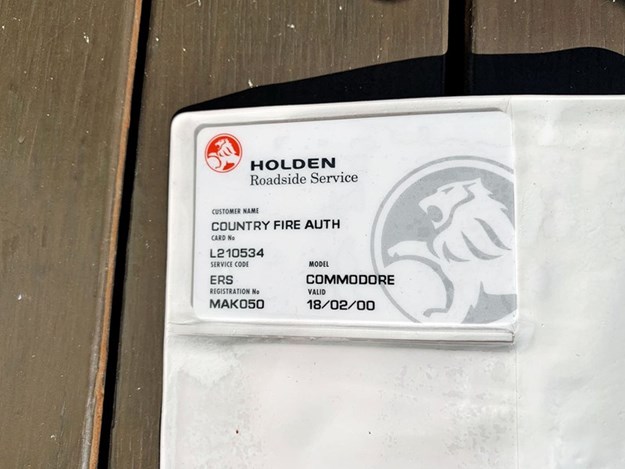 HOLDEN
Roadside Service
CUSTOMER NAME
COUNTRY FIRE AUTH
CARD No
L210534
SERVICE CODE MODEL
ERS COMMODORE
REGISTRATION No VALID
MAK050 18/02/00